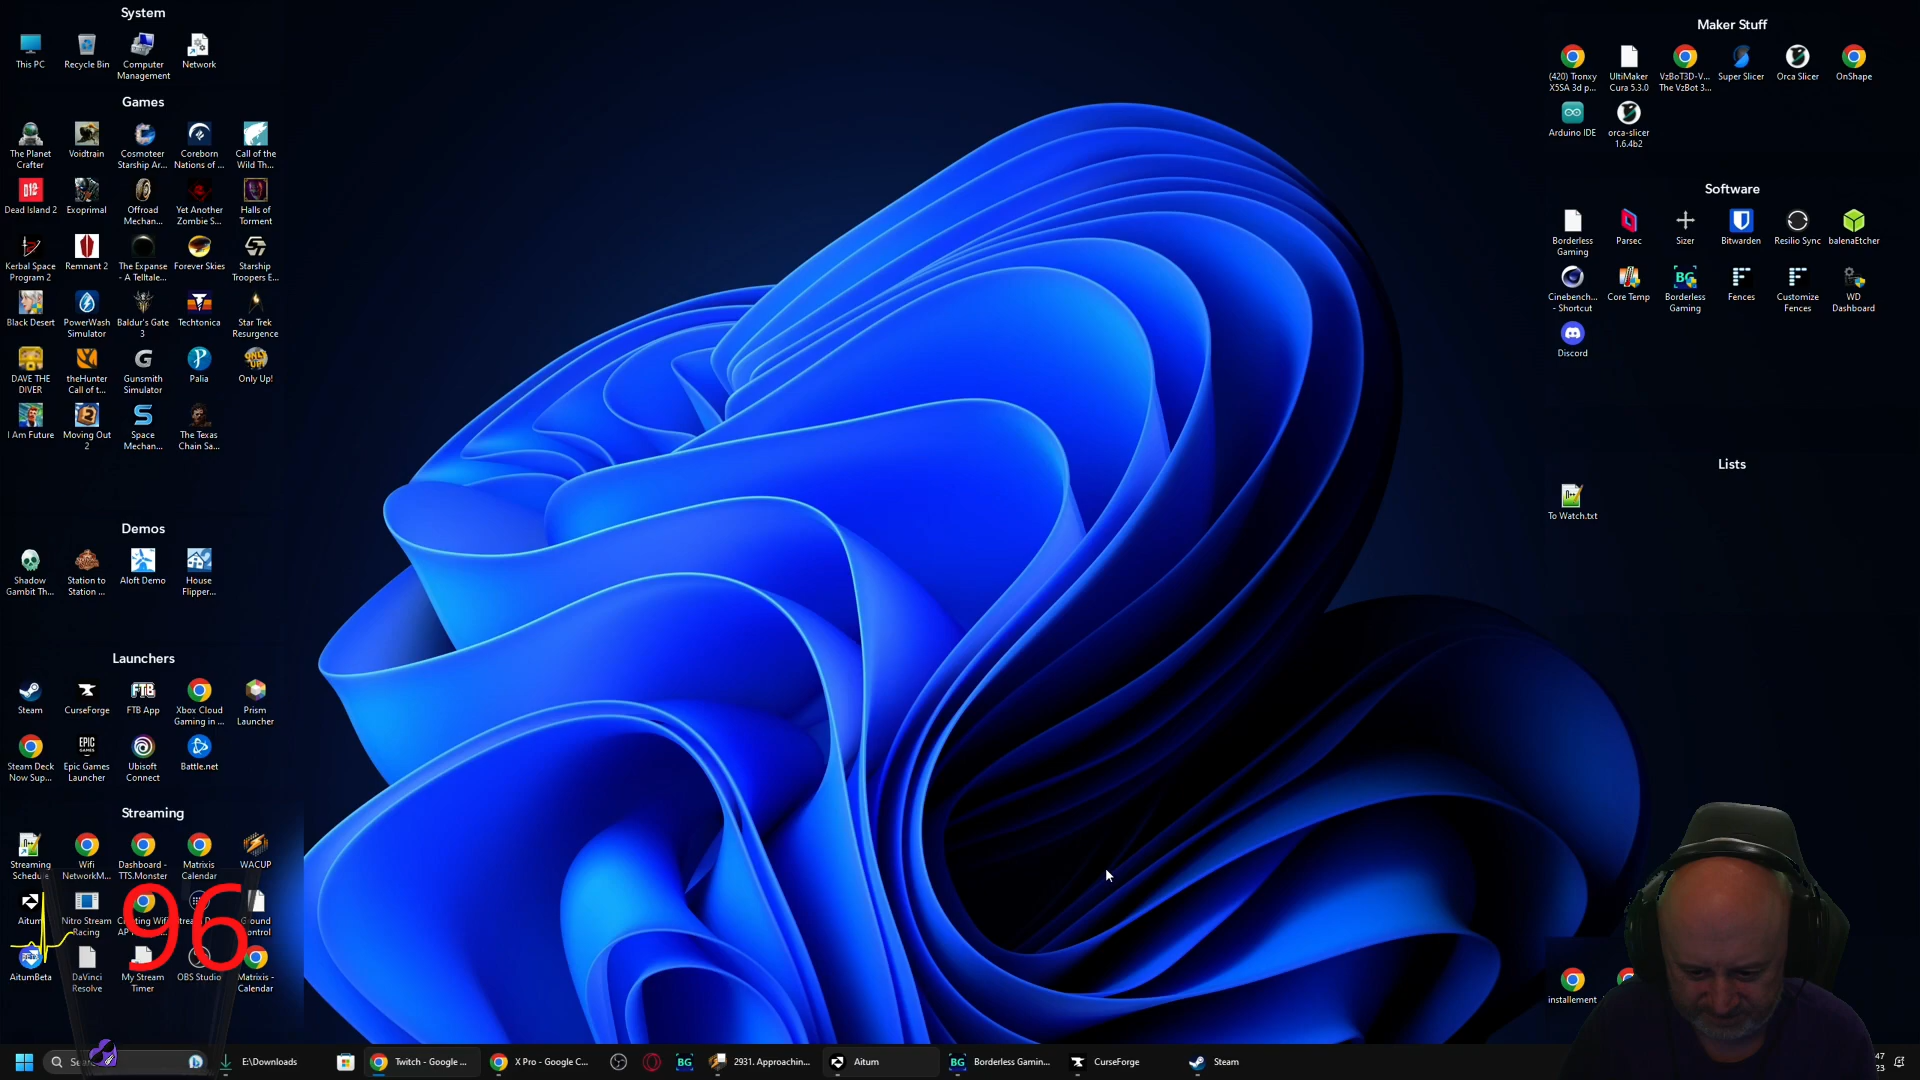 System
This PC
Recycle Bin
Computer
Management
Network
Games
The Planet
Crafter
Voidtrain
Cosmoteer
Starship Ar...
Coreborn
Nations of ...
Call of the
Wild Th...
Dead Island 2
Exoprimal
Offroad
Mechan...
Yet Another
Zombie S...
Halls of
Torment
Kerbal Space
Program 2
Remnant 2
The Expanse
- A Telltale...
Forever Skies
Starship
Troopers E...
Black Desert
PowerWash
Simulator
Baldur's Gate
3
Techtonica
Star Trek
Resurgence
DAVE THE
DIVER
theHunter
Call of t...
Gunsmith
Simulator
Palia
Only Up!
I Am Future
Moving Out
2
Space
Mechan...
The Texas
Chain Sa...
Demos
Shadow
Gambit Th...
Station to
Station ...
Aloft Demo
House
Flipper...
Launchers
Steam
CurseForge
FTB App
Xbox Cloud
Gaming in ...
Prism
Launcher
Steam Deck
Now Sup...
Epic Games
Launcher
Ubisoft
Connect
Battle.net
Streaming
Streaming
Schedule
Wifi
NetworkM...
Dashboard -
TTS.Monster
Matrixis
Calendar
WACUP
Aitum
Nitro Stream
Racing
96
AitumBeta
DaVinci
Resolve
My Stream
Timer
OBS Studio
Matrixis -
Calendar
Maker Stuff
(420) Tronxy
X5SA 3d p...
UltiMaker
Cura 5.3.0
VzBoT3D-V...
The VzBot 3...
Super Slicer
Orca Slicer
OnShape
Arduino IDE
orca-slicer
1.6.4b2
Software
Borderless
Gaming
Parsec
Sizer
Bitwarden
Resilio Sync
balenaEtcher
Cinebench...
- Shortcut
Core Temp
Borderless
Gaming
Fences
Customize
Fences
WD
Dashboard
Discord
Lists
To Watch.txt
installement
E:\Downloads
Twitch - Google ...
X Pro - Google C...
BG
2931. Approachin...
Aitum
BG
Borderless Gamin...
CurseForge
Steam
47
23